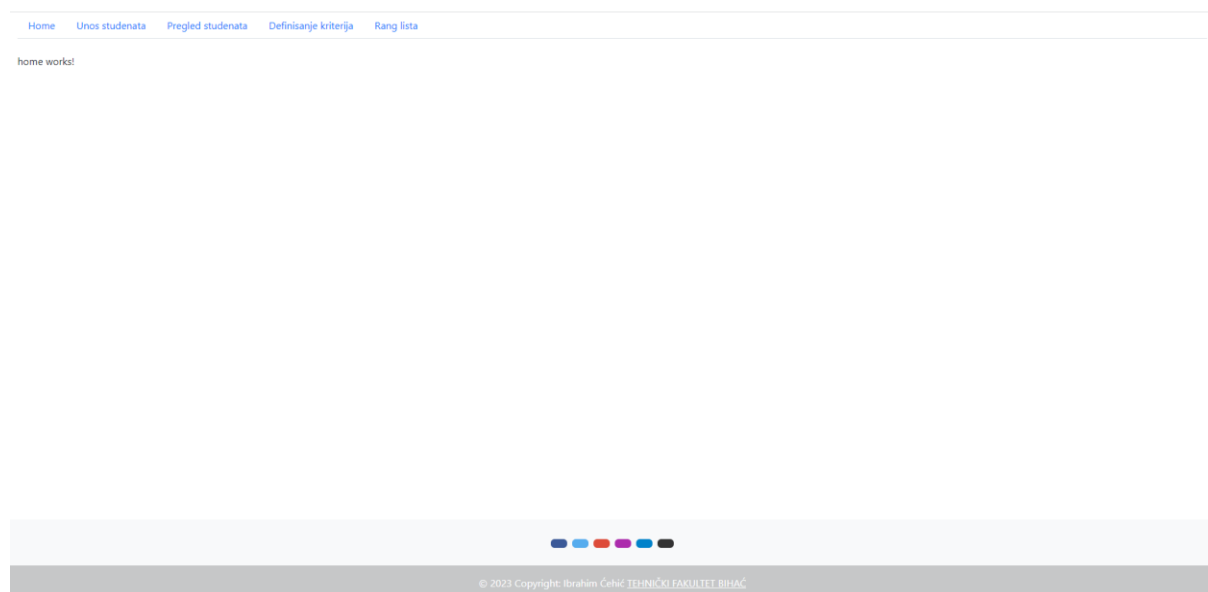 Home Unos studenata Pregled studenata Definisanje kriterija Rang lista
home works!
© 2023 Copyright: Ibrahim Ćehić TEHNIČKI FAKULTET BIHAĆ